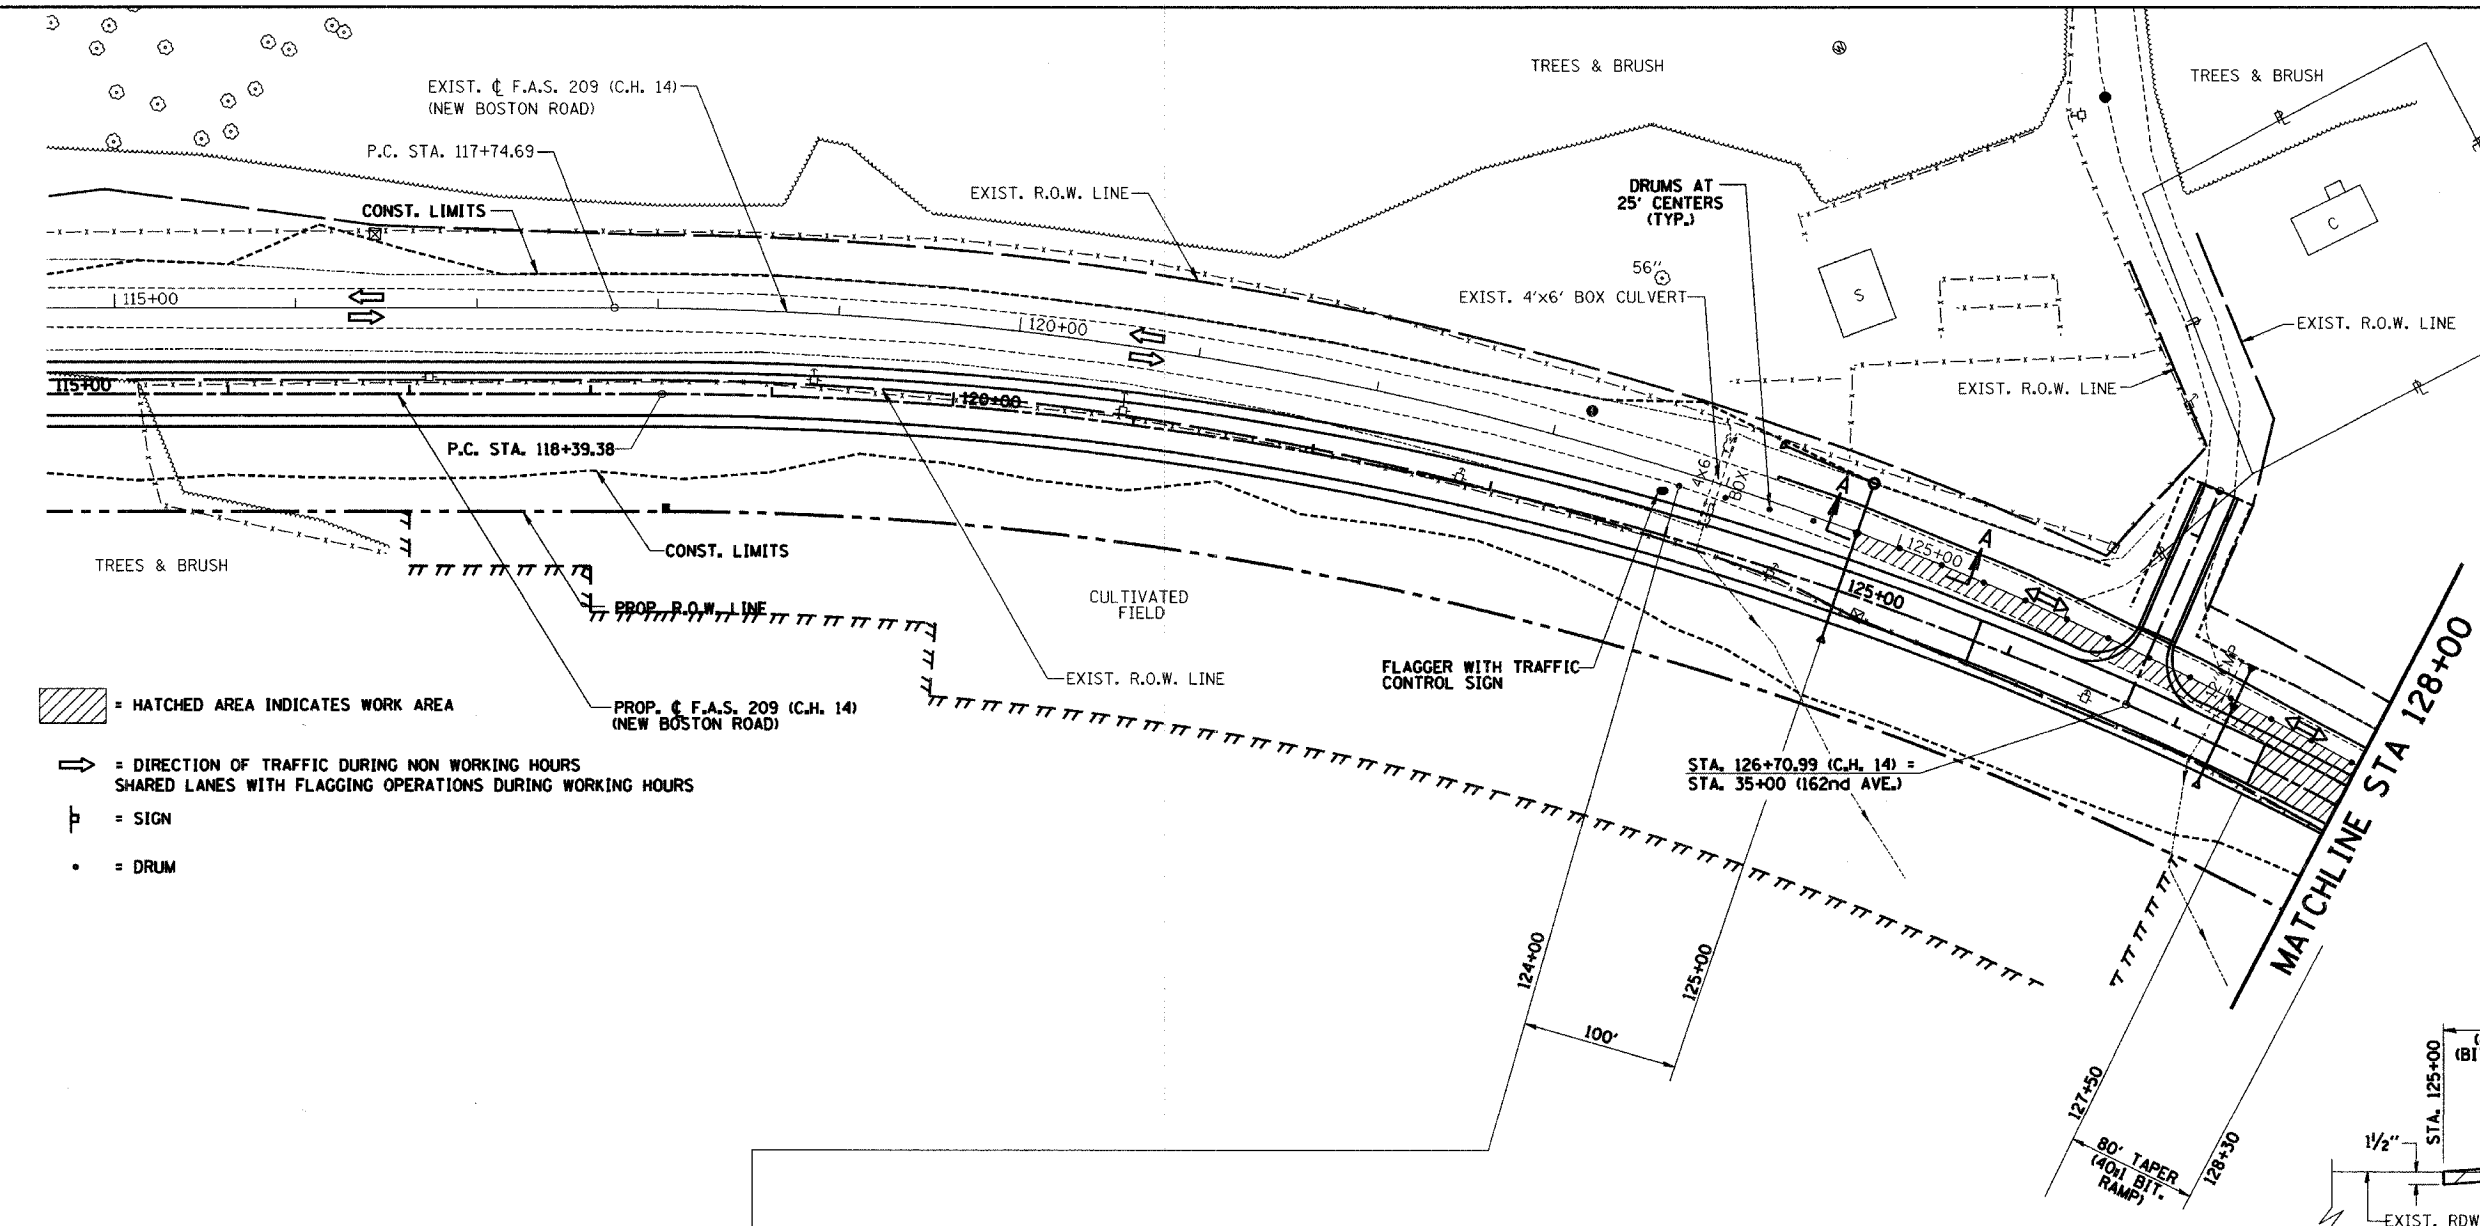 TREES & BRUSH
TREES & BRUSH
EXIST. ℄ F.A.S. 209 (C.H. 14)
(NEW BOSTON ROAD)
P.C. STA. 117+74.69
EXIST. R.O.W. LINE
CONST. LIMITS
DRUMS AT
25' CENTERS
(TYP.)
C
56"
S
EXIST. 4'x6' BOX CULVERT
115+00
120+00
EXIST. R.O.W. LINE
EXIST. R.O.W. LINE
115+00
120+00
P.C. STA. 118+39.38
4'x6'
BOX
A
A
125+00
125+00
CONST. LIMITS
TREES & BRUSH
CULTIVATED
FIELD
PROP. R.O.W. LINE
FLAGGER WITH TRAFFIC
CONTROL SIGN
EXIST. R.O.W. LINE
= HATCHED AREA INDICATES WORK AREA
PROP. ℄ F.A.S. 209 (C.H. 14)
(NEW BOSTON ROAD)
= DIRECTION OF TRAFFIC DURING NON WORKING HOURS
SHARED LANES WITH FLAGGING OPERATIONS DURING WORKING HOURS
= SIGN
= DRUM
STA. 126+70.99 (C.H. 14) =
STA. 35+00 (162nd AVE.)
MATCHLINE STA 128+00
124+00
125+00
100'
127+50
128+30
80' TAPER
(40:1 BIT.
RAMP)
STA. 125+00
(BI
1½"
EXIST. RDW